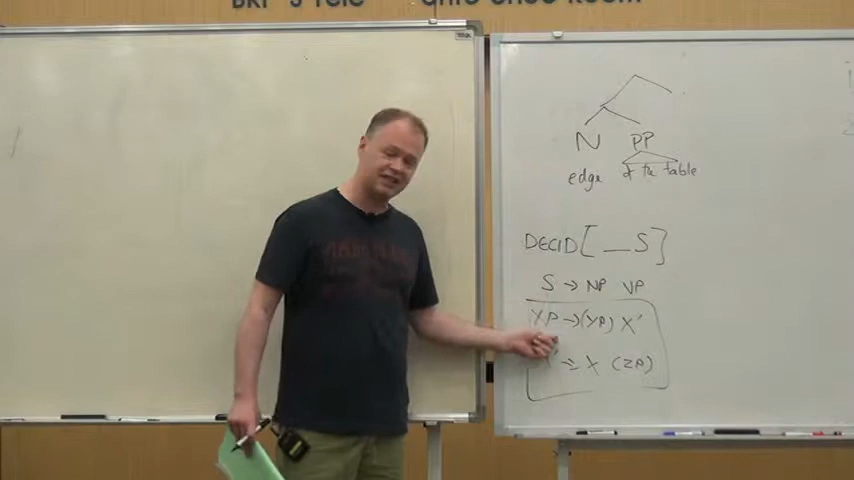 N PP
edge of the table
DECID[ __ S]
S → NP VP
XP → (YP) X'
→ X (ZP)